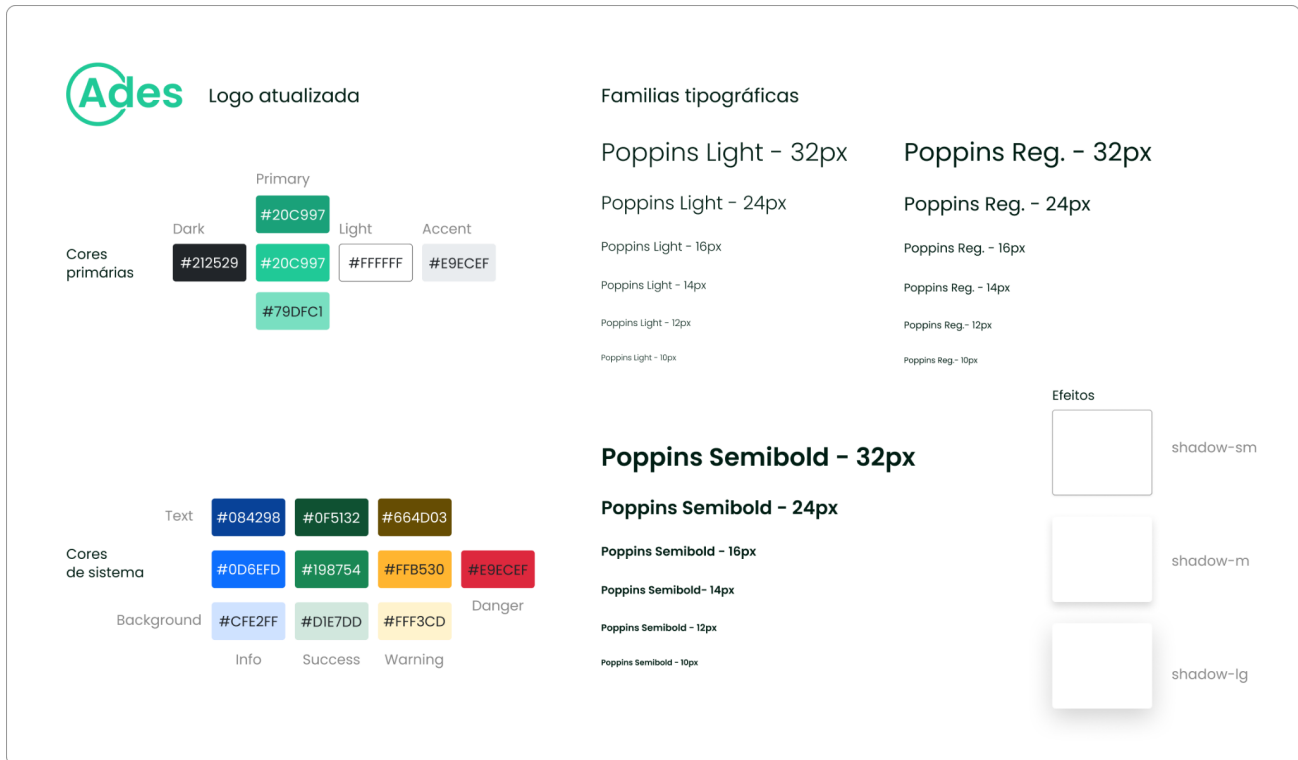 Ades
Logo atualizada
Primary
#20C997
Dark
Light
Accent
Cores
primárias
#212529
#20C997
#FFFFFF
#E9ECEF
#79DFC1
Familias tipográficas
Poppins Light - 32px
Poppins Light - 24px
Poppins Light - 16px
Poppins Light - 14px
Poppins Light - 12px
Poppins Light - 10px
Poppins Reg. - 32px
Poppins Reg. - 24px
Poppins Reg. - 16px
Poppins Reg. - 14px
Poppins Reg.- 12px
Poppins Reg.- 10px
Text
#084298
#0F5132
#664D03
Cores
de sistema
#0D6EFD
#198754
#FFB530
#E9ECEF
Danger
Background
#CFE2FF
#D1E7DD
#FFF3CD
Info
Success
Warning
Poppins Semibold - 32px
Poppins Semibold - 24px
Poppins Semibold - 16px
Poppins Semibold- 14px
Poppins Semibold - 12px
Poppins Semibold - 10px
Efeitos
shadow-sm
shadow-m
shadow-lg